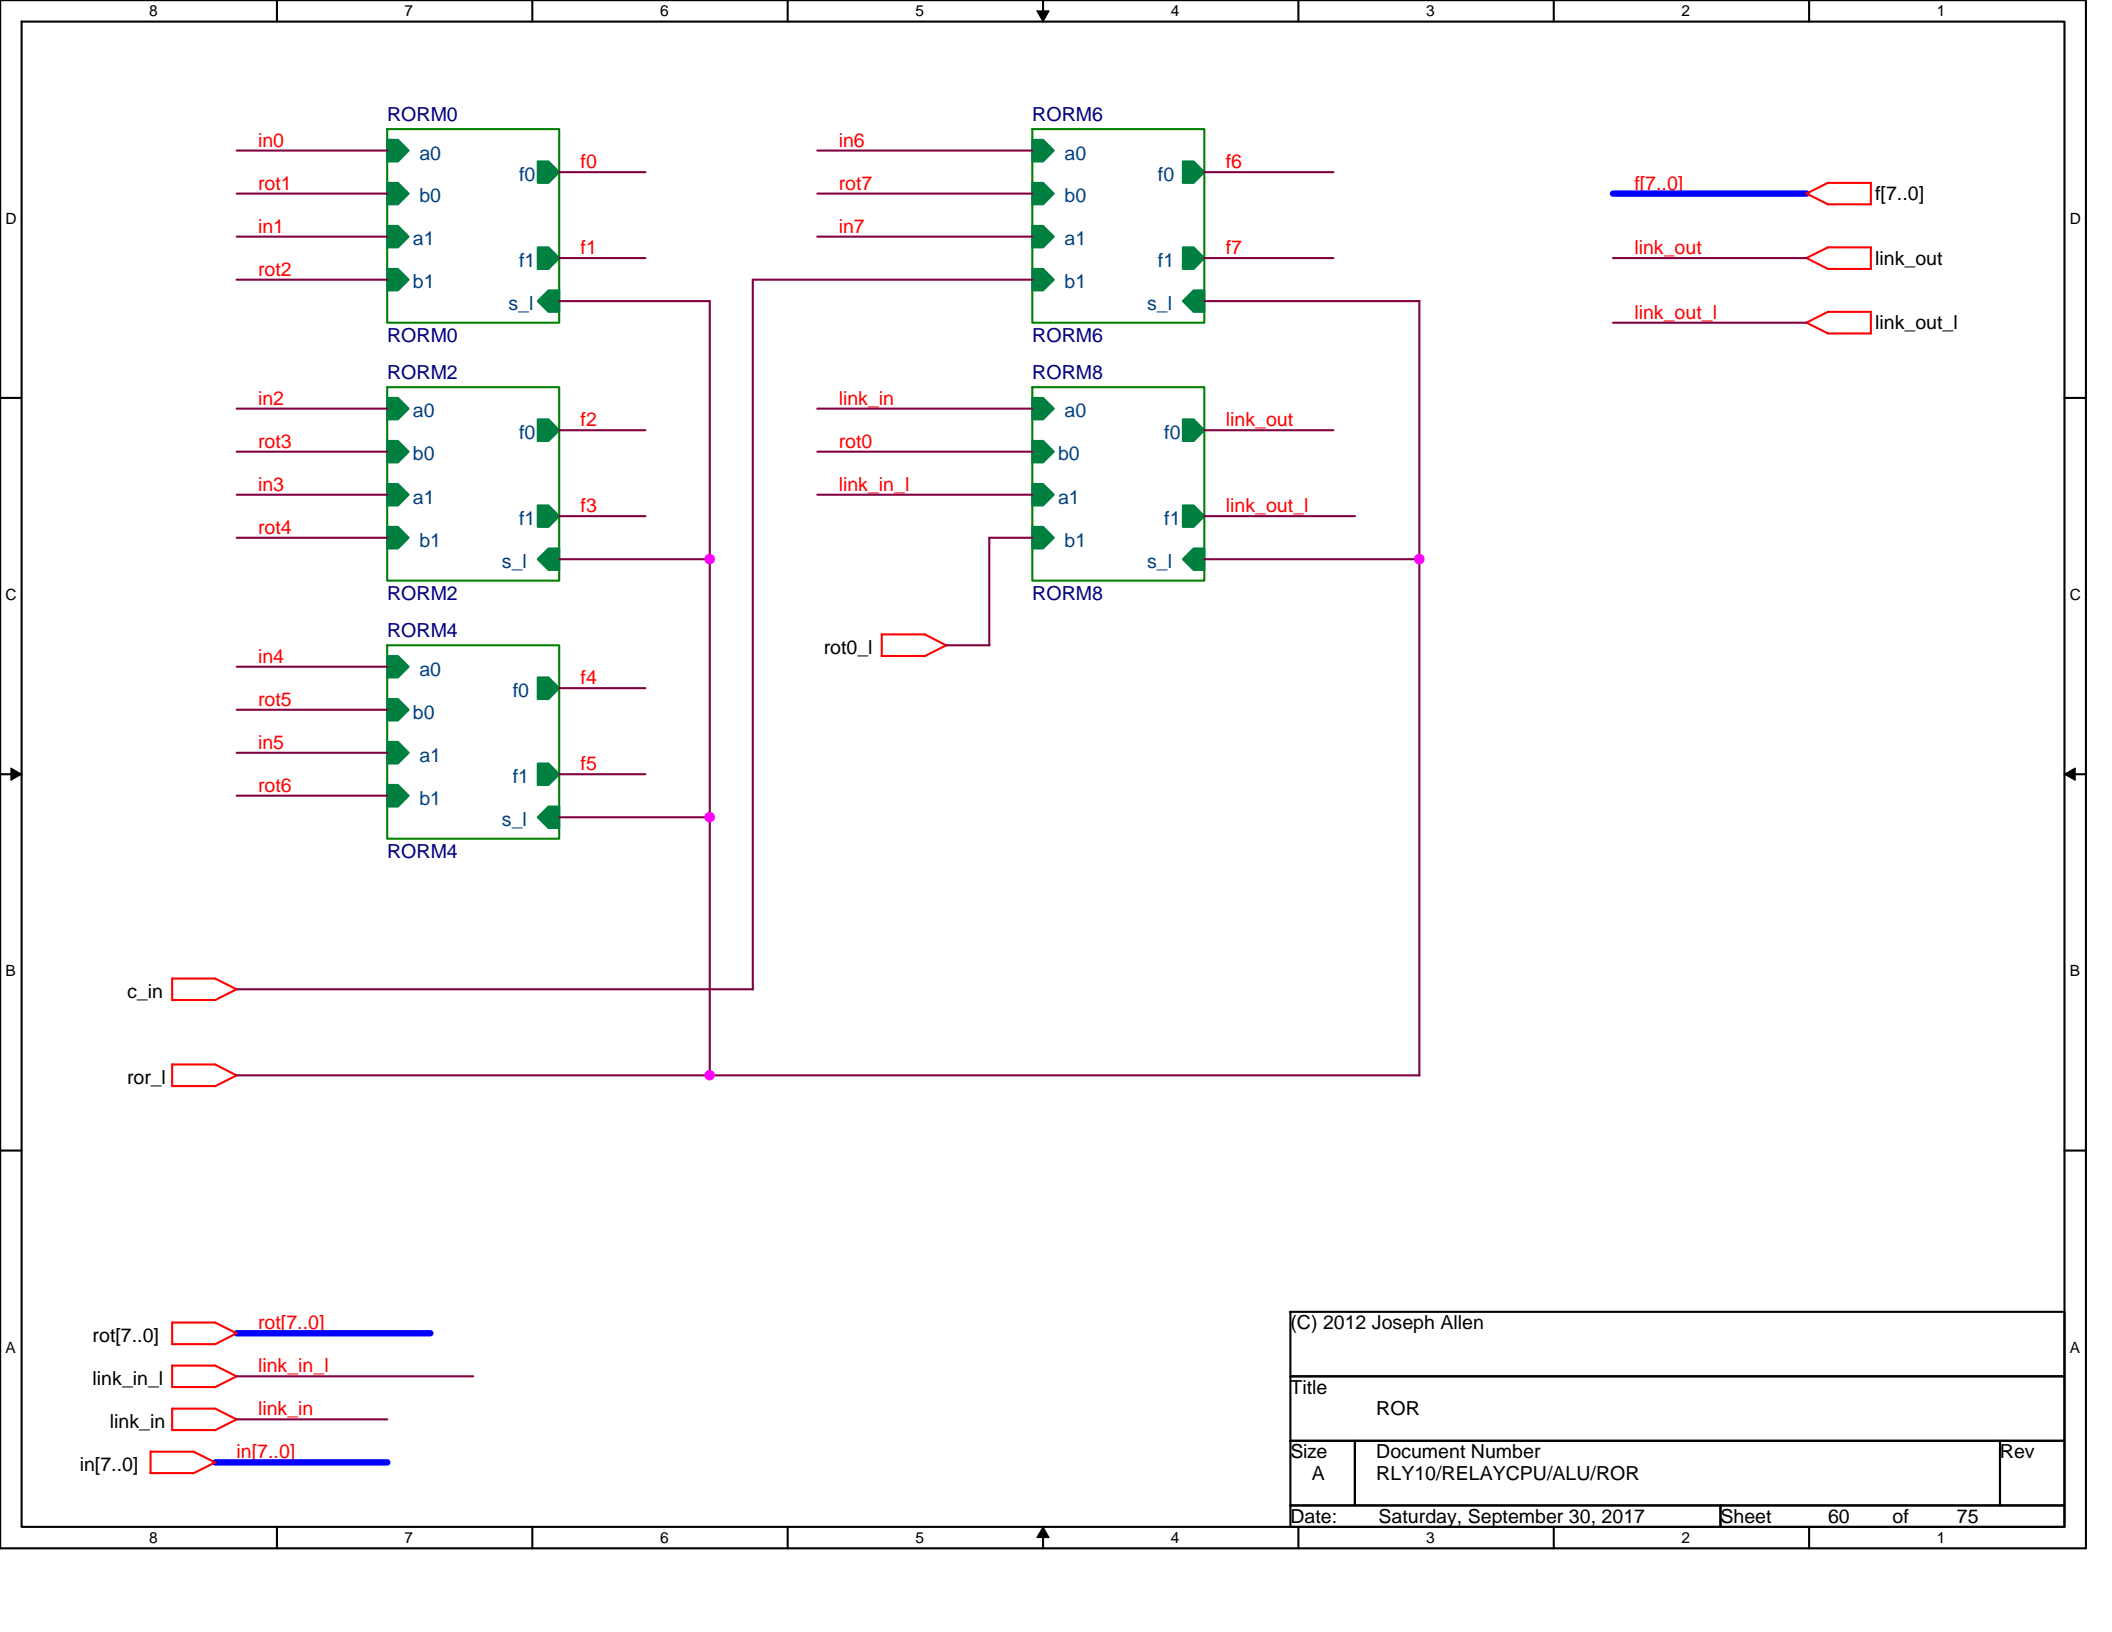 8 7 6 5 4 3 2 1
D
C
B
A
RORM0
in0
rot1
in1
rot2
a0
b0
a1
b1
f0
f1
s_l
f0
f1
RORM0
RORM2
in2
rot3
in3
rot4
a0
b0
a1
b1
f0
f1
s_l
f2
f3
RORM2
RORM4
in4
rot5
in5
rot6
a0
b0
a1
b1
f0
f1
s_l
f4
f5
RORM4
RORM6
in6
rot7
in7
a0
b0
a1
b1
f0
f1
s_l
f6
f7
RORM6
RORM8
link_in
rot0
link_in_l
a0
b0
a1
b1
f0
f1
s_l
link_out
link_out_l
RORM8
rot0_l
f[7..0]
f[7..0]
link_out
link_out
link_out_l
link_out_l
c_in
ror_l
rot[7..0]
rot[7..0]
link_in_l
link_in_l
link_in
link_in
in[7..0]
in[7..0]
D
C
B
A
(C) 2012 Joseph Allen
Title
ROR
Size
A
Document Number
RLY10/RELAYCPU/ALU/ROR
Rev
Date: Saturday, September 30, 2017 Sheet 60 of 75
8 7 6 5 4 3 2 1